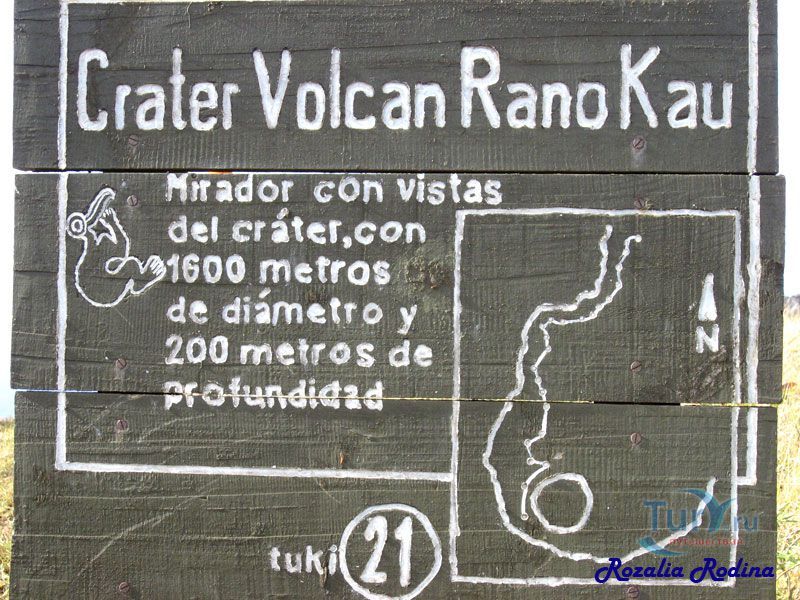 Crater Volcan Rano Kau
Mirador con vistas
del cráter, con
1600 metros
de diámetro y
200 metros de
profundidad
N
tuki 21
Tury.ru
Rozalia Rodina